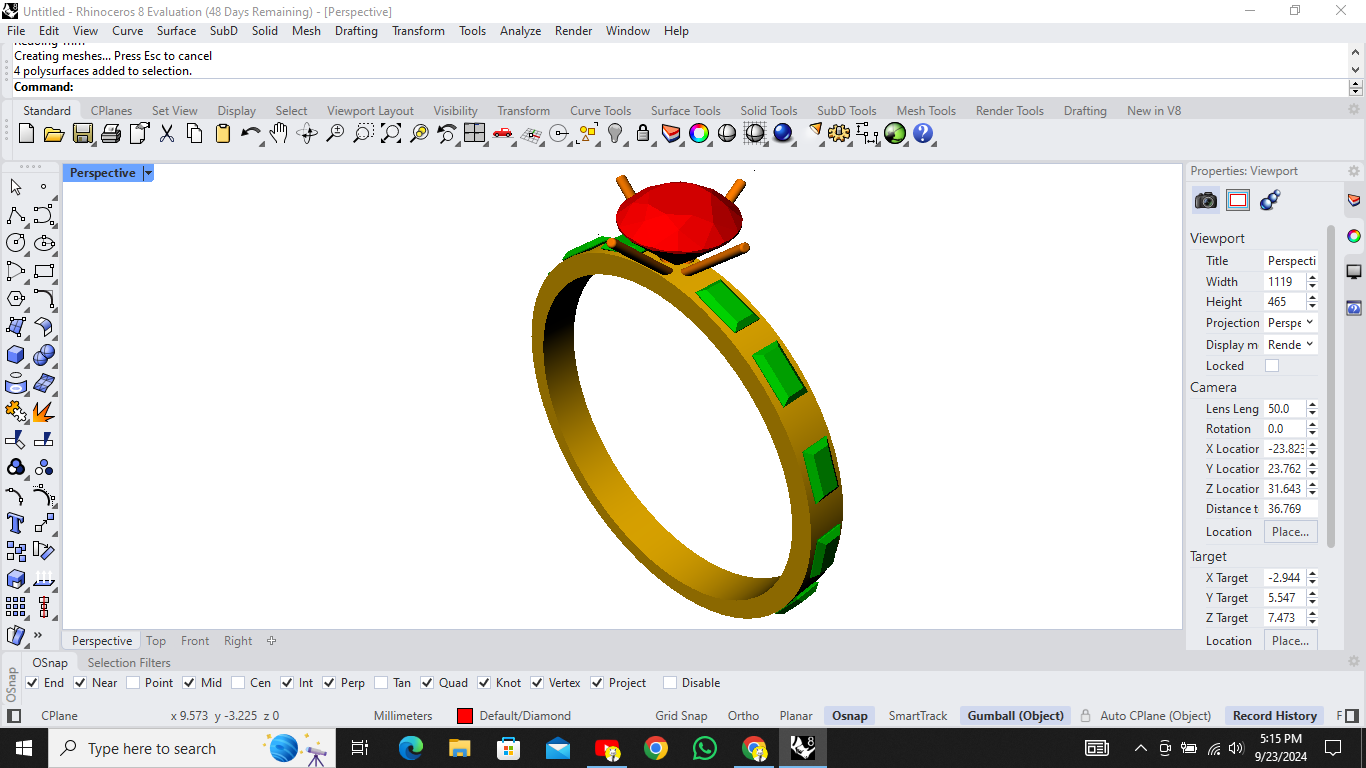 Untitled - Rhinoceros 8 Evaluation (48 Days Remaining) - [Perspective]
File Edit View Curve Surface SubD Solid Mesh Drafting Transform Tools Analyze Render Window Help
Creating meshes... Press Esc to cancel
4 polysurfaces added to selection.
Command:
Standard CPlanes Set View Display Select Viewport Layout Visibility Transform Curve Tools Surface Tools Solid Tools SubD Tools Mesh Tools Render Tools Drafting New in V8
Perspective
Properties: Viewport
Viewport
Title Perspecti
Width 1119
Height 465
Projection Perspe
Display m Rende
Locked
Camera
Lens Leng 50.0
Rotation 0.0
X Locatior -23.823
Y Locatior 23.762
Z Locatior 31.643
Distance t 36.769
Location Place...
Target
X Target -2.944
Y Target 5.547
Z Target 7.473
Location Place...
Perspective Top Front Right
OSnap Selection Filters
OSnap
End Near Point Mid Cen Int Perp Tan Quad Knot Vertex Project Disable
CPlane x 9.573 y -3.225 z 0 Millimeters Default/Diamond Grid Snap Ortho Planar Osnap SmartTrack Gumball (Object) Auto CPlane (Object) Record History F
Type here to search
8
5:15 PM
9/23/2024